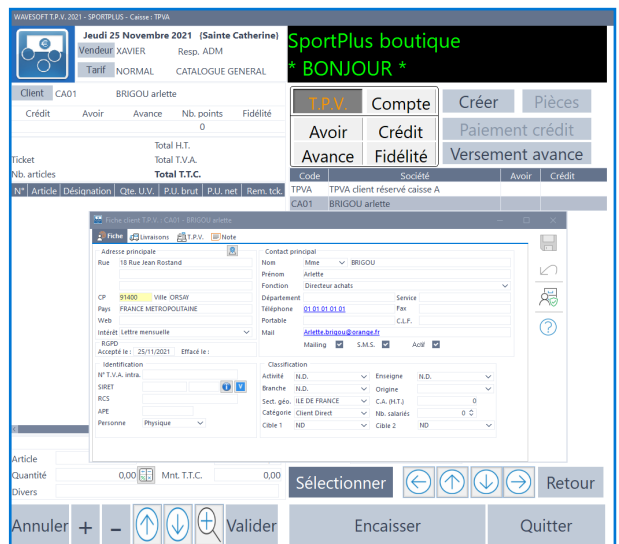 WAVESOFT T.P.V. 2021 - SPORTPLUS - Caisse : TPVA
Jeudi 25 Novembre 2021 (Sainte Catherine)
Vendeur XAVIER Resp. ADM
Tarif NORMAL CATALOGUE GENERAL
SportPlus boutique
* BONJOUR *
Client CA01 BRIGOU arlette
Crédit Avoir Avance Nb. points Fidélité
0
T.P.V. Compte Créer Pièces
Avoir Crédit Paiement crédit
Avance Fidélité Versement avance
Total H.T.
Ticket Total T.V.A.
Nb. articles Total T.T.C.
N° Article Désignation Qte. U.V. P.U. brut P.U. net Rem. tck.
Code Société Avoir Crédit
TPVA TPVA client réservé caisse A
CA01 BRIGOU arlette
Fiche client T.P.V. : CA01 - BRIGOU arlette
Fiche Livraisons T.P.V. Note
Adresse principale
Rue 18 Rue Jean Rostand
CP 91400 Ville ORSAY
Pays FRANCE METROPOLITAINE
Web
Intérêt Lettre mensuelle
RGPD
Accepté le : 25/11/2021 Effacé le :
Contact principal
Nom Mme BRIGOU
Prénom Arlette
Fonction Directeur achats
Département Service
Téléphone 01 01 01 01 01 Fax
Portable C.L.F.
Mail Arlette.brigou@orange.fr
Mailing S.M.S. Actif
Identification
N° T.V.A. intra.
SIRET
RCS
APE
Personne Physique
Classification
Activité N.D. Enseigne N.D.
Branche N.D. Origine
Sect. géo. ILE DE FRANCE C.A. (H.T.) 0
Catégorie Client Direct Nb. salariés 0
Cible 1 ND Cible 2 ND
Article
Quantité 0,00 Mnt. T.T.C. 0,00
Divers
Sélectionner Retour
Annuler + - Valider Encaisser Quitter